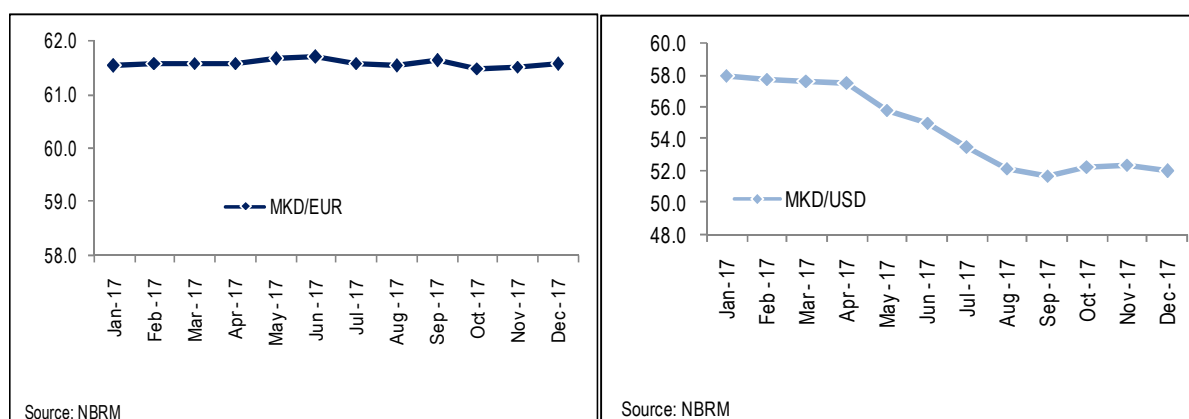 62.0
61.0
60.0
59.0
58.0
MKD/EUR
Jan - 17
Feb - 17
Mar - 17
Apr - 17
May - 17
Jun - 17
Jul - 17
Aug - 17
Sep - 17
Oct - 17
Nov - 17
Dec - 17
Source: NBRM
60.0
58.0
56.0
54.0
52.0
50.0
48.0
MKD/USD
Jan - 17
Feb - 17
Mar - 17
Apr - 17
May - 17
Jun - 17
Jul - 17
Aug - 17
Sep - 17
Oct - 17
Nov - 17
Dec - 17
Source: NBRM